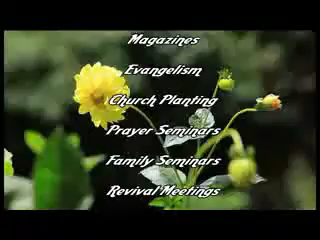 Magazines
Evangelism
Church Planting
Prayer Seminars
Family Seminars
Revival Meetings